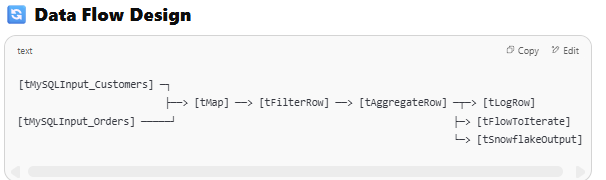 Data Flow Design
text
Copy Edit
[tMySQLInput_Customers] ─┐
├──> [tMap] ──> [tFilterRow] ──> [tAggregateRow] ─┬─> [tLogRow]
[tMySQLInput_Orders] ─────┘ ├─> [tFlowToIterate]
└─> [tSnowflakeOutput]